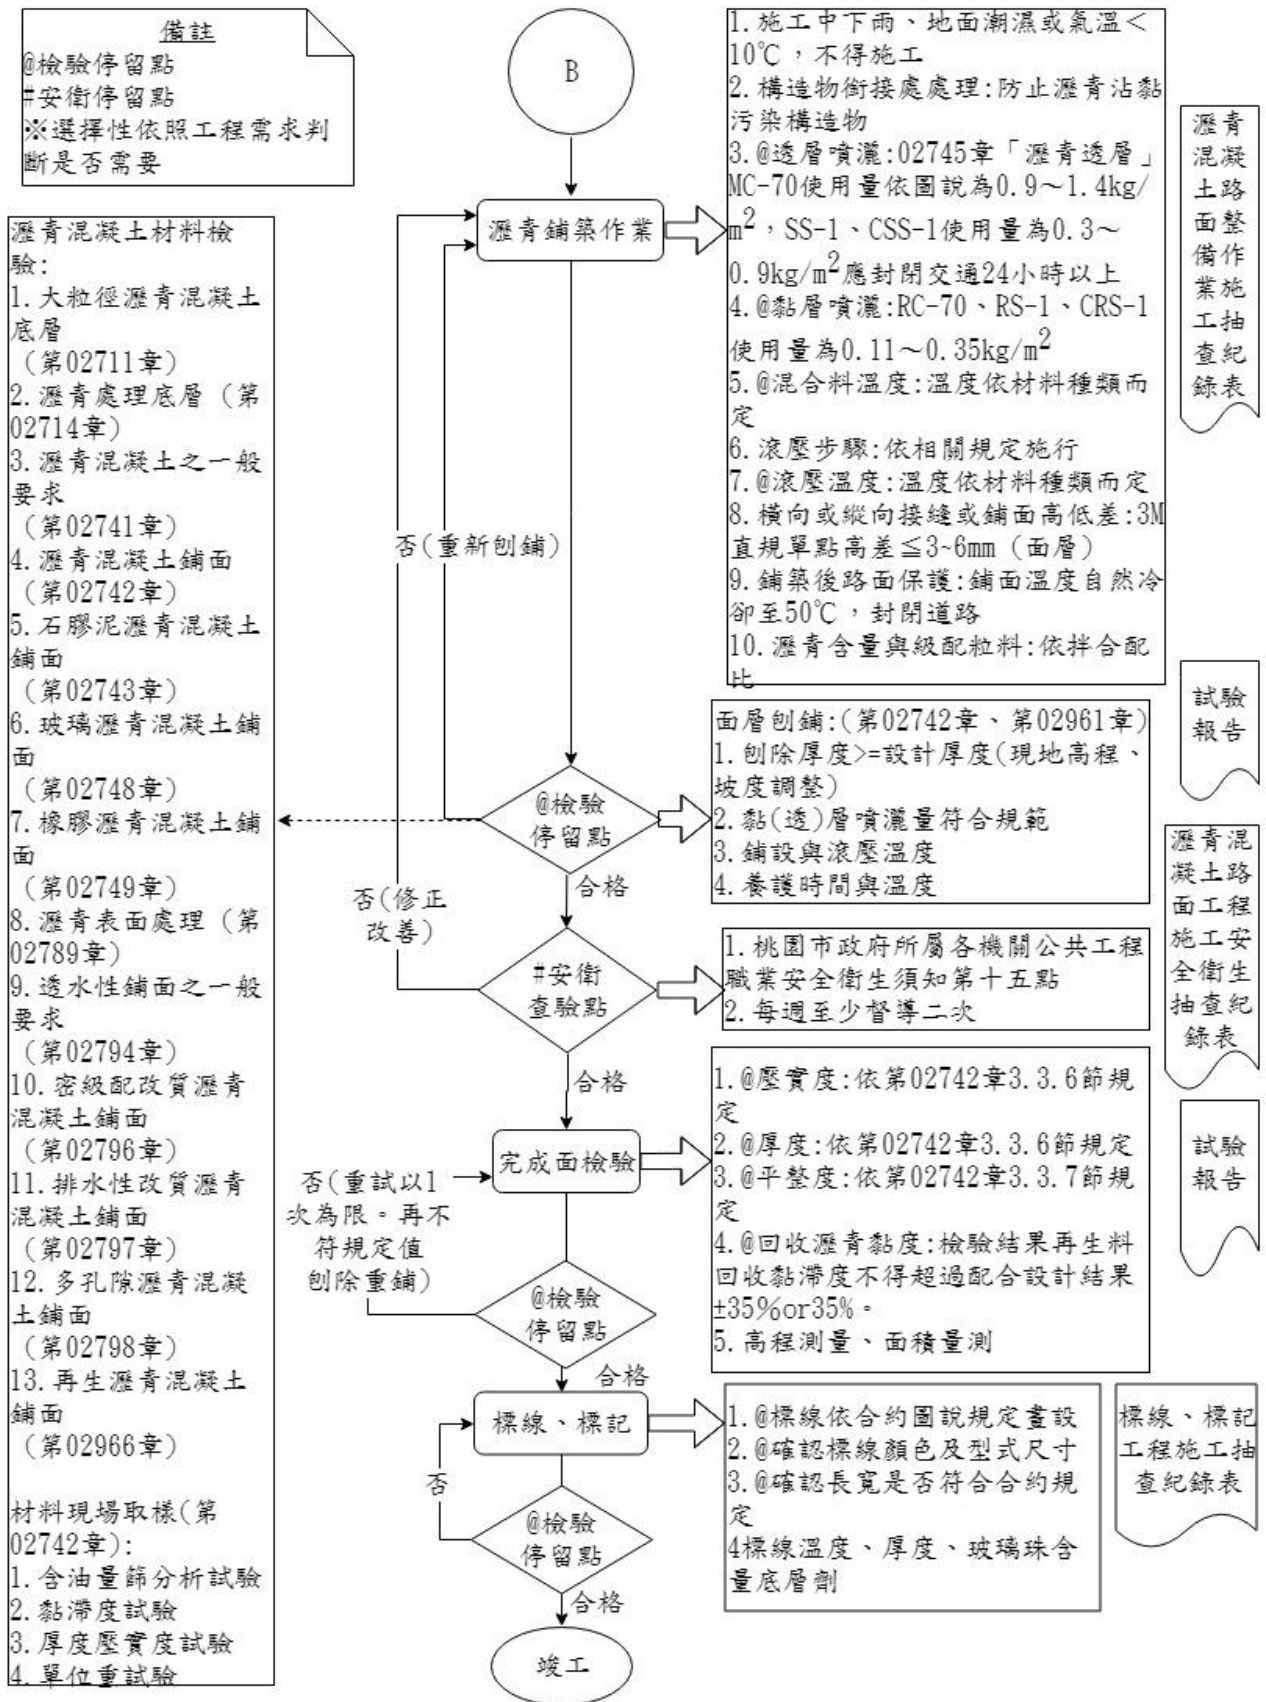 備註
@檢驗停留點
#安衛停留點
※選擇性依照工程需求判
斷是否需要
瀝青混凝土材料檢
驗:
1.大粒徑瀝青混凝土
底層
(第02711章)
2.瀝青處理底層 (第
02714章)
3.瀝青混凝土之一般
要求
(第02741章)
4.瀝青混凝土鋪面
(第02742章)
5.石膠泥瀝青混凝土
鋪面
(第02743章)
6.玻璃瀝青混凝土鋪
面
(第02748章)
7.橡膠瀝青混凝土鋪
面
(第02749章)
8.瀝青表面處理 (第
02789章)
9.透水性鋪面之一般
要求
(第02794章)
10.密級配改質瀝青
混凝土鋪面
(第02796章)
11.排水性改質瀝青
混凝土鋪面
(第02797章)
12.多孔隙瀝青混凝
土鋪面
(第02798章)
13.再生瀝青混凝土
鋪面
(第02966章)
材料現場取樣(第
02742章):
1.含油量篩分析試驗
2.黏滯度試驗
3.厚度壓實度試驗
4.單位重試驗
B
瀝青鋪築作業
否(重新刨鋪)
@檢驗
停留點
合格
否(修正
改善)
#安衛
查驗點
合格
完成面檢驗
否(重試以1
次為限。再不
符規定值
刨除重鋪)
@檢驗
停留點
合格
標線、標記
否
@檢驗
停留點
合格
竣工
1.施工中下雨、地面潮濕或氣溫<
10℃，不得施工
2.構造物銜接處處理:防止瀝青沾黏
污染構造物
3.@透層噴灑:02745章「瀝青透層」
MC-70使用量依圖說為0.9～1.4kg/
m²，SS-1、CSS-1使用量為0.3～
0.9kg/m²應封閉交通24小時以上
4.@黏層噴灑:RC-70、RS-1、CRS-1
使用量為0.11～0.35kg/m²
5.@混合料溫度:溫度依材料種類而
定
6.滾壓步驟:依相關規定施行
7.@滾壓溫度:溫度依材料種類而定
8.橫向或縱向接縫或鋪面高低差:3M
直規單點高差≦3~6mm (面層)
9.鋪築後路面保護:鋪面溫度自然冷
卻至50℃，封閉道路
10.瀝青含量與級配粒料:依拌合配
比
面層刨鋪:(第02742章、第02961章)
1.刨除厚度>=設計厚度(現地高程、
坡度調整)
2.黏(透)層噴灑量符合規範
3.鋪設與滾壓溫度
4.養護時間與溫度
1.桃園市政府所屬各機關公共工程
職業安全衛生須知第十五點
2.每週至少督導二次
1.@壓實度:依第02742章3.3.6節規
定
2.@厚度:依第02742章3.3.6節規定
3.@平整度:依第02742章3.3.7節規
定
4.@回收瀝青黏度:檢驗結果再生料
回收黏滯度不得超過配合設計結果
±35%or35%。
5.高程測量、面積量測
1.@標線依合約圖說規定畫設
2.@確認標線顏色及型式尺寸
3.@確認長寬是否符合合約規
定
4標線溫度、厚度、玻璃珠含
量底層劑
瀝青
混凝
土路
面整
備作
業施
工抽
查紀
錄表
試驗
報告
瀝青混
凝土路
面工程
施工安
全衛生
抽查紀
錄表
試驗
報告
標線、標記
工程施工抽
查紀錄表